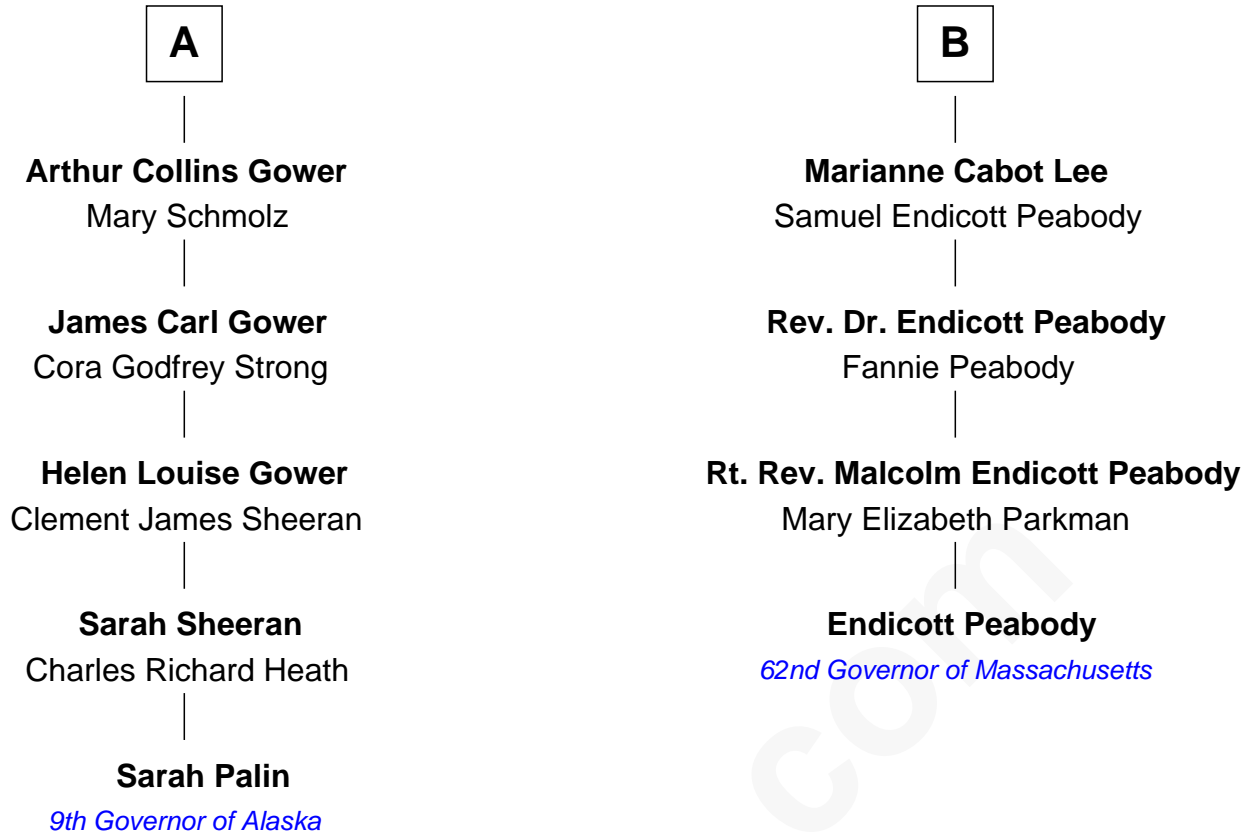 A
Arthur Collins Gower
Mary Schmolz
James Carl Gower
Cora Godfrey Strong
Helen Louise Gower
Clement James Sheeran
Sarah Sheeran
Charles Richard Heath
Sarah Palin
9th Governor of Alaska
B
Marianne Cabot Lee
Samuel Endicott Peabody
Rev. Dr. Endicott Peabody
Fannie Peabody
Rt. Rev. Malcolm Endicott Peabody
Mary Elizabeth Parkman
Endicott Peabody
62nd Governor of Massachusetts
com